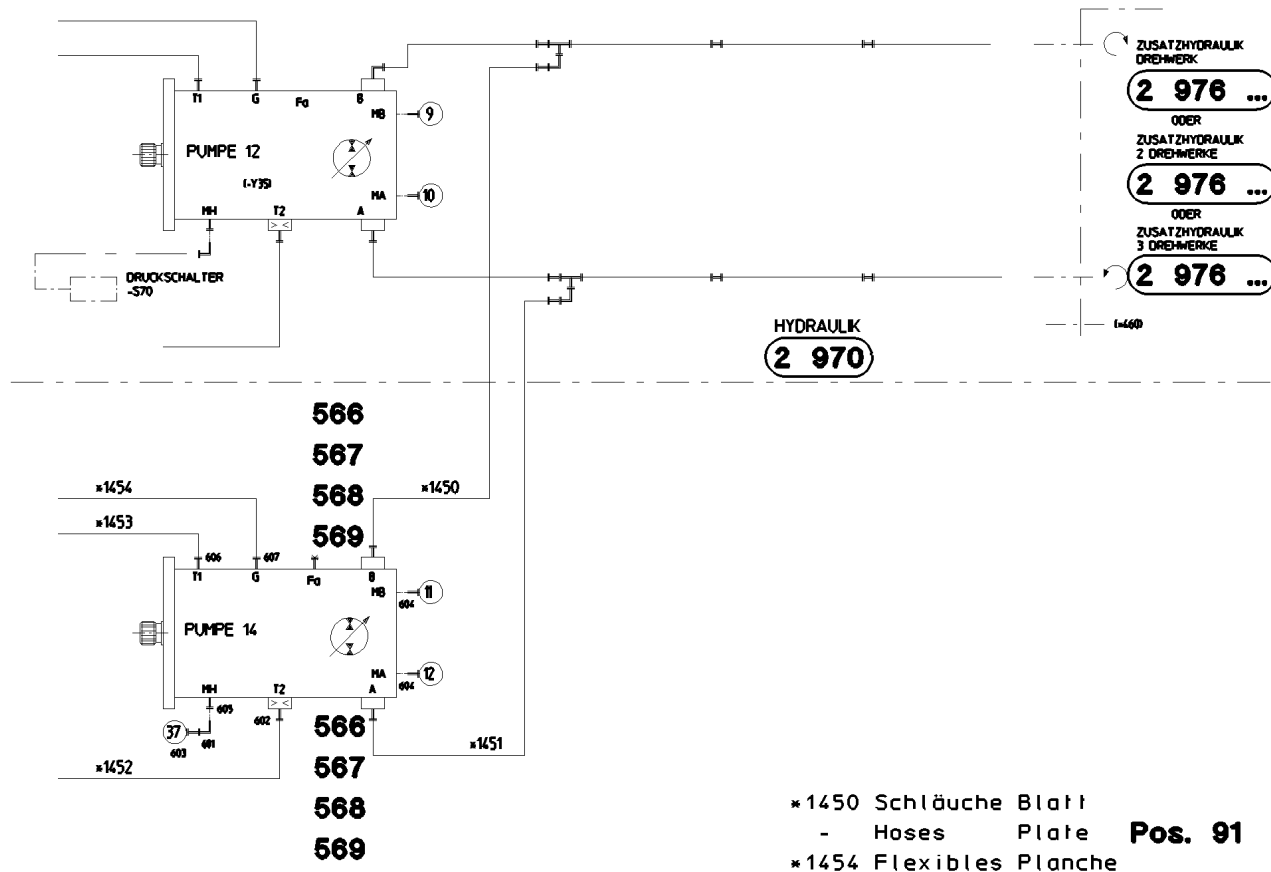 ZUSATZHYDRAULIK
DREHWERK
2 976 ...
ODER
ZUSATZHYDRAULIK
2 DREHWERKE
2 976 ...
ODER
ZUSATZHYDRAULIK
3 DREHWERKE
2 976 ...
(=460)
T1 G Fa B
MB 9
PUMPE 12
(-Y35)
MA 10
MH T2 A
DRUCKSCHALTER
-S70
HYDRAULIK
2 970
566
567
*1454 568 *1450
*1453 569
606 607
T1 G Fa B
MB 11
604
PUMPE 14
MA 12
604
MH T2 A
605
37 602 566
603 601
*1451
*1452 567
568
569
*1450 Schläuche Blatt
- Hoses Plate Pos. 91
*1454 Flexibles Planche